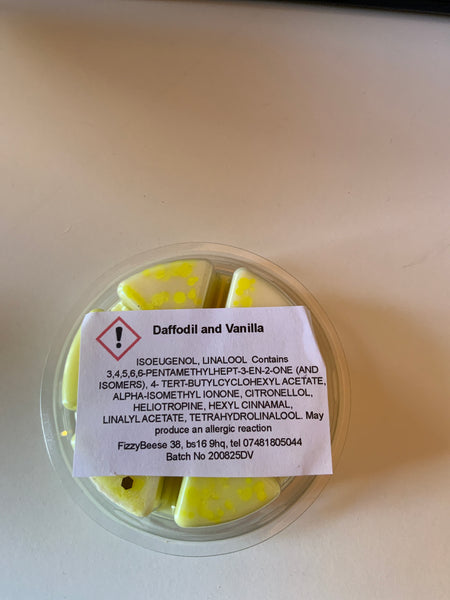 Daffodil and Vanilla
ISOEUGENOL, LINALOOL Contains
3,4,5,6,6-PENTAMETHYLHEPT-3-EN-2-ONE (AND
ISOMERS), 4- TERT-BUTYLCYCLOHEXYL ACETATE,
ALPHA-ISOMETHYL IONONE, CITRONELLOL,
HELIOTROPINE, HEXYL CINNAMAL,
LINALYL ACETATE, TETRAHYDROLINALOOL. May
produce an allergic reaction
FizzyBeese 38, bs16 9hq, tel 07481805044
Batch No 200825DV